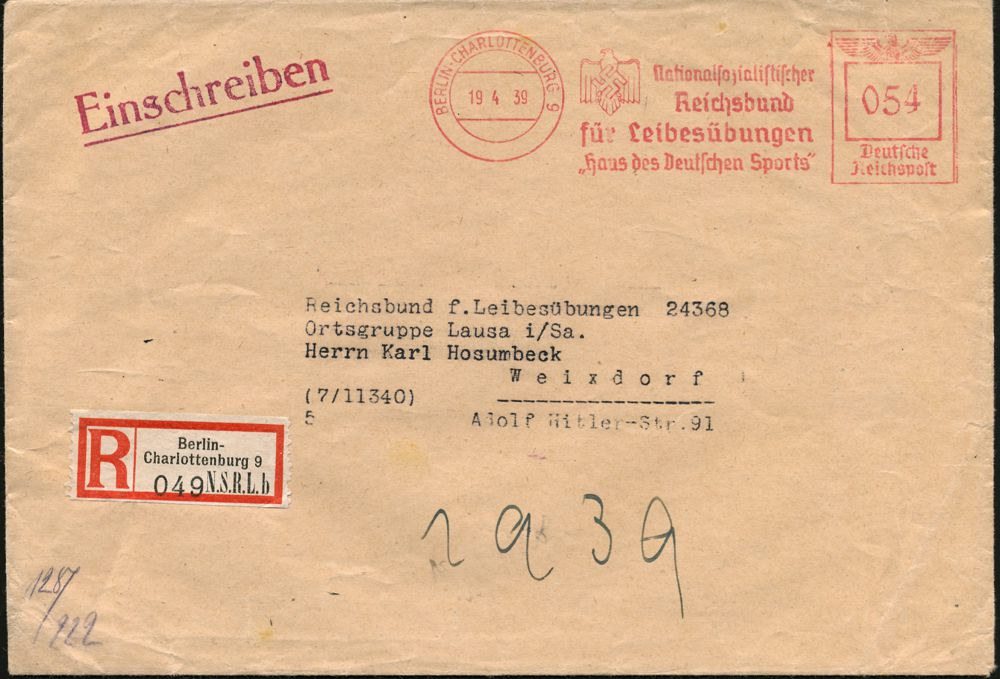 Einschreiben
BERLIN-CHARLOTTENBURG 9
19 4 39
Nationalsozialistischer
Reichsbund
für Leibesübungen
„Haus des Deutschen Sports“
054
Deutsche
Reichspost
Reichsbund f.Leibesübungen 24368
Ortsgruppe Lausa i/Sa.
Herrn Karl Hosumbeck
Weixdorf
(7/11340)
5 Adolf Hitler-Str.91
R
Berlin-
Charlottenburg 9
049 N.S.R.L. b
1939
1287
/222